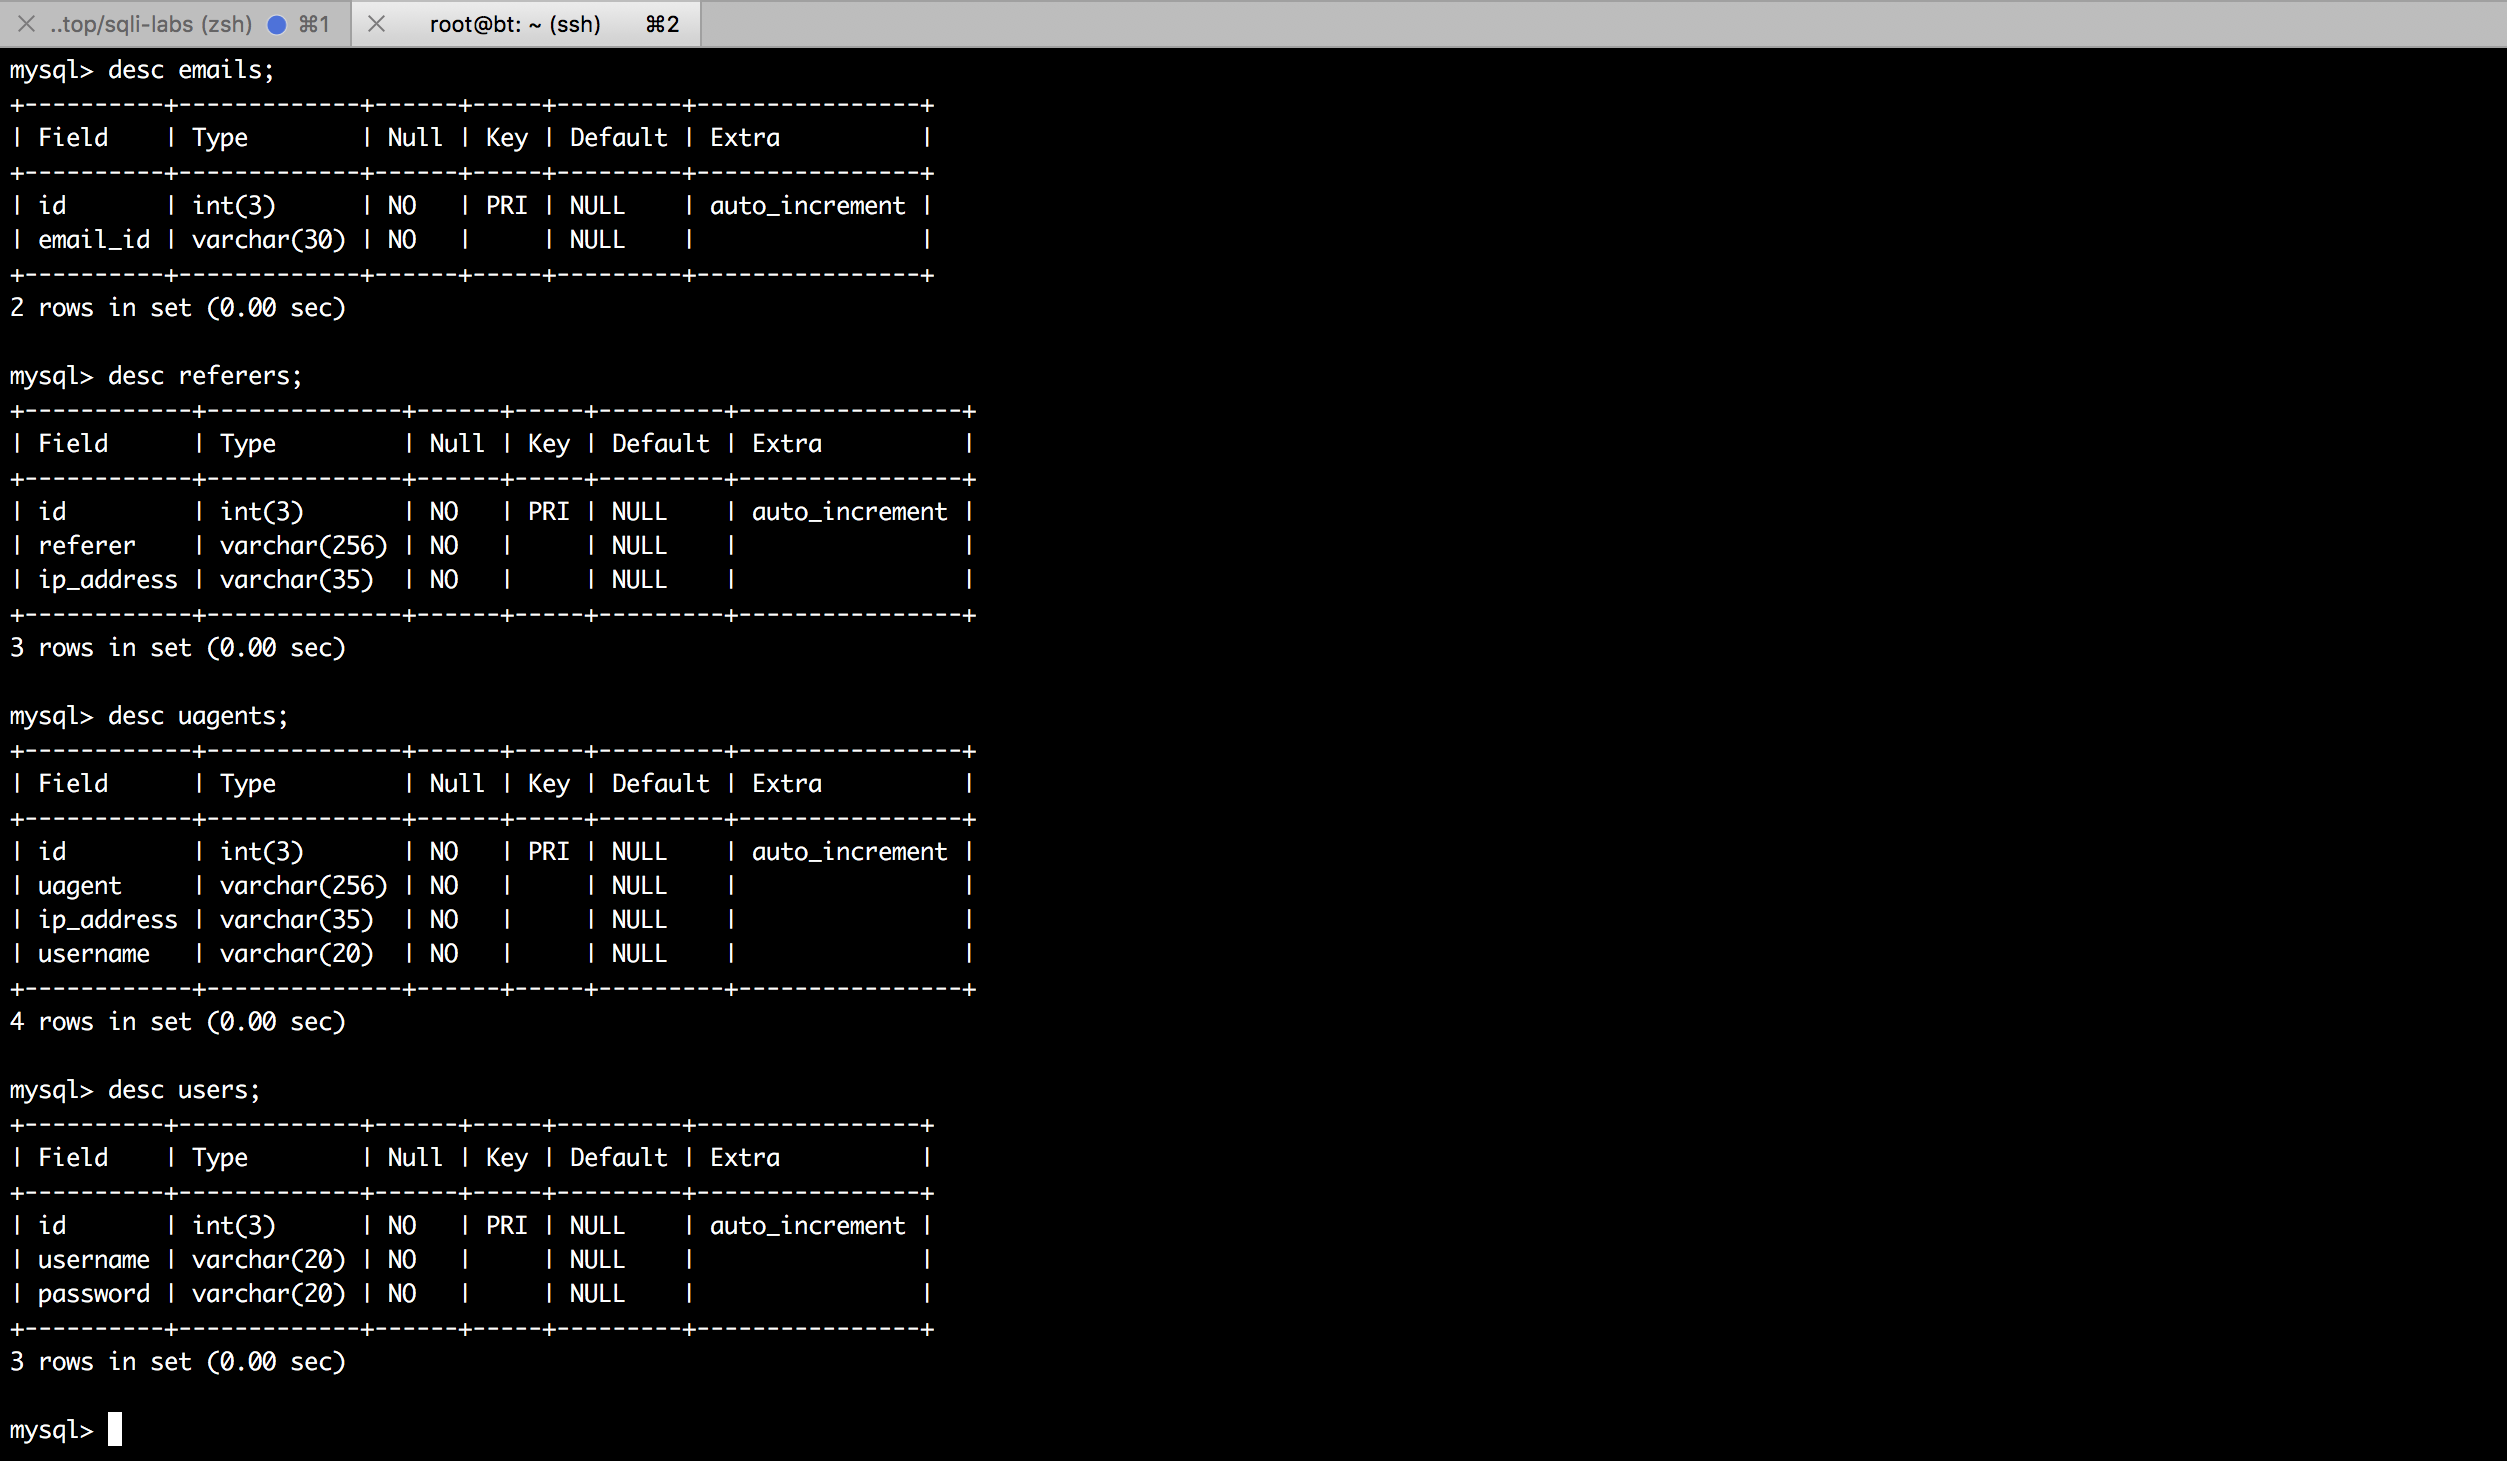 ..top/sqli-labs (zsh) ⌘1 root@bt: ~ (ssh) ⌘2
mysql> desc emails;
+----------+-------------+------+-----+---------+----------------+
| Field    | Type        | Null | Key | Default | Extra          |
+----------+-------------+------+-----+---------+----------------+
| id       | int(3)      | NO   | PRI | NULL    | auto_increment |
| email_id | varchar(30) | NO   |     | NULL    |                |
+----------+-------------+------+-----+---------+----------------+
2 rows in set (0.00 sec)

mysql> desc referers;
+------------+--------------+------+-----+---------+----------------+
| Field      | Type         | Null | Key | Default | Extra          |
+------------+--------------+------+-----+---------+----------------+
| id         | int(3)       | NO   | PRI | NULL    | auto_increment |
| referer    | varchar(256) | NO   |     | NULL    |                |
| ip_address | varchar(35)  | NO   |     | NULL    |                |
+------------+--------------+------+-----+---------+----------------+
3 rows in set (0.00 sec)

mysql> desc uagents;
+------------+--------------+------+-----+---------+----------------+
| Field      | Type         | Null | Key | Default | Extra          |
+------------+--------------+------+-----+---------+----------------+
| id         | int(3)       | NO   | PRI | NULL    | auto_increment |
| uagent     | varchar(256) | NO   |     | NULL    |                |
| ip_address | varchar(35)  | NO   |     | NULL    |                |
| username   | varchar(20)  | NO   |     | NULL    |                |
+------------+--------------+------+-----+---------+----------------+
4 rows in set (0.00 sec)

mysql> desc users;
+----------+-------------+------+-----+---------+----------------+
| Field    | Type        | Null | Key | Default | Extra          |
+----------+-------------+------+-----+---------+----------------+
| id       | int(3)      | NO   | PRI | NULL    | auto_increment |
| username | varchar(20) | NO   |     | NULL    |                |
| password | varchar(20) | NO   |     | NULL    |                |
+----------+-------------+------+-----+---------+----------------+
3 rows in set (0.00 sec)

mysql>